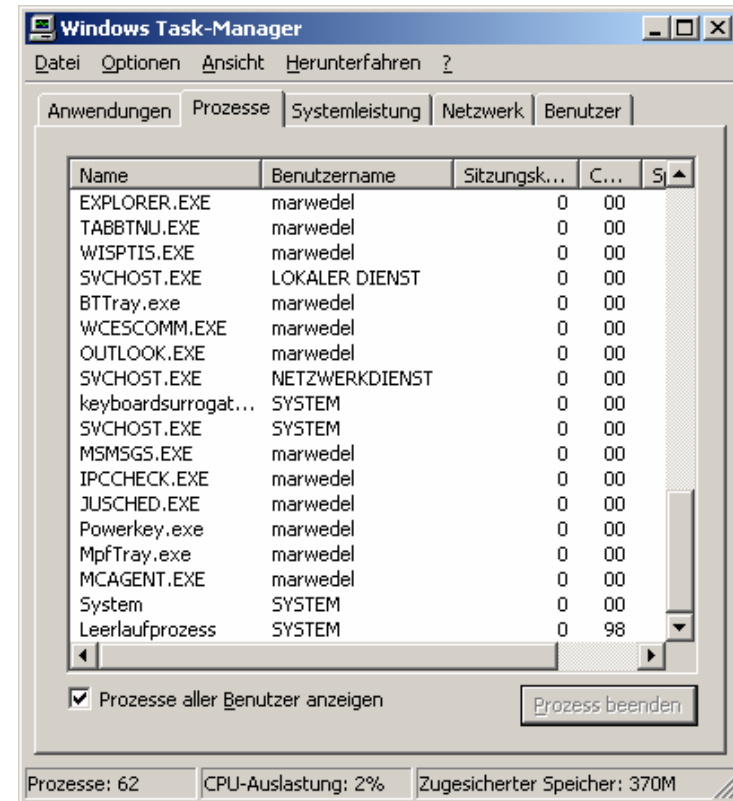 Windows Task-Manager
Datei Optionen Ansicht Herunterfahren ?
Anwendungen Prozesse Systemleistung Netzwerk Benutzer
Name Benutzername Sitzungsk... C... Sp
EXPLORER.EXE marwedel 0 00
TABBTNU.EXE marwedel 0 00
WISPTIS.EXE marwedel 0 00
SVCHOST.EXE LOKALER DIENST 0 00
BTTray.exe marwedel 0 00
WCESCOMM.EXE marwedel 0 00
OUTLOOK.EXE marwedel 0 00
SVCHOST.EXE NETZWERKDIENST 0 00
keyboardsurrogat... SYSTEM 0 00
SVCHOST.EXE SYSTEM 0 00
MSMSGS.EXE marwedel 0 00
IPCCHECK.EXE marwedel 0 00
JUSCHED.EXE marwedel 0 00
Powerkey.exe marwedel 0 00
MpfTray.exe marwedel 0 00
MCAGENT.EXE marwedel 0 00
System SYSTEM 0 00
Leerlaufprozess SYSTEM 0 98
Prozesse aller Benutzer anzeigen
Prozess beenden
Prozesse: 62 CPU-Auslastung: 2% Zugesicherter Speicher: 370M